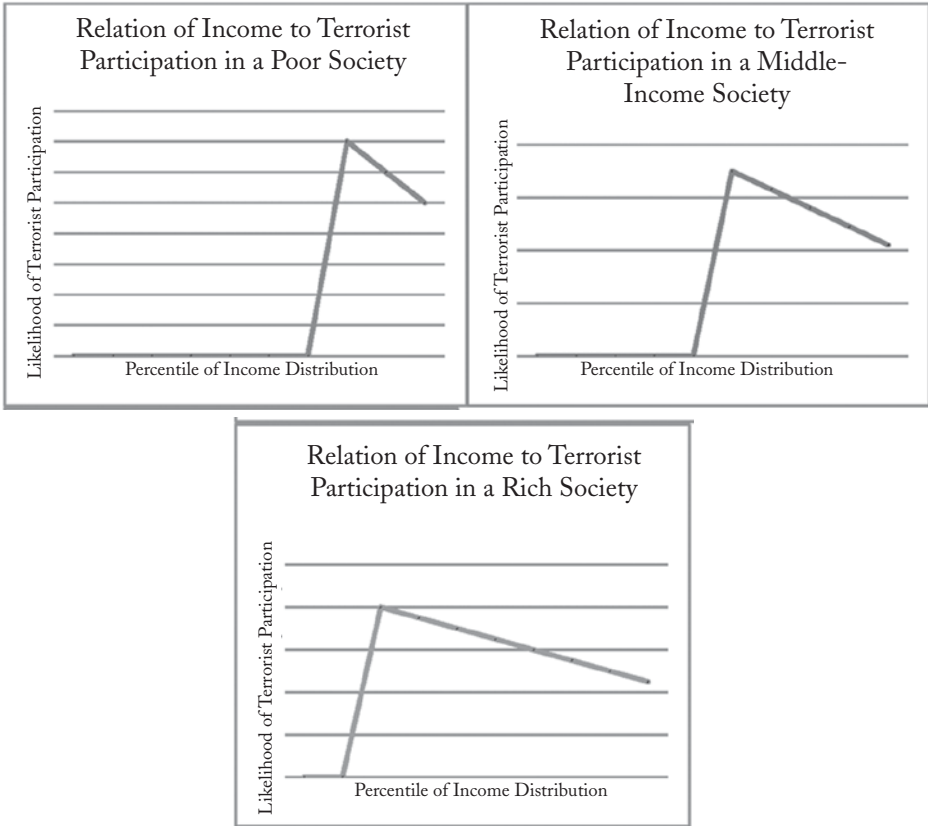 Relation of Income to Terrorist
Participation in a Poor Society
Likelihood of Terrorist Participation
Percentile of Income Distribution
Relation of Income to Terrorist
Participation in a Middle-
Income Society
Likelihood of Terrorist Participation
Percentile of Income Distribution
Relation of Income to Terrorist
Participation in a Rich Society
Likelihood of Terrorist Participation
Percentile of Income Distribution